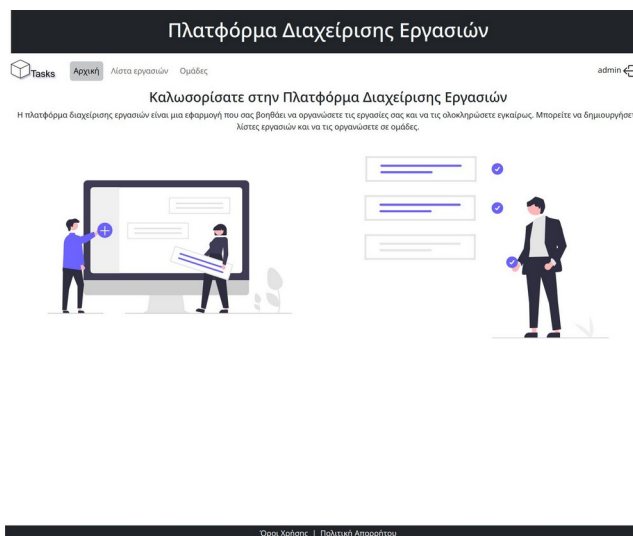 Πλατφόρμα Διαχείρισης Εργασιών
Tasks Αρχική Λίστα εργασιών Ομάδες admin
Καλωσορίσατε στην Πλατφόρμα Διαχείρισης Εργασιών
Η πλατφόρμα διαχείρισης εργασιών είναι μια εφαρμογή που σας βοηθάει να οργανώσετε τις εργασίες σας και να τις ολοκληρώσετε εγκαίρως. Μπορείτε να δημιουργήσετ
λίστες εργασιών και να τις οργανώσετε σε ομάδες.
Όροι Χρήσης | Πολιτική Απορρήτου